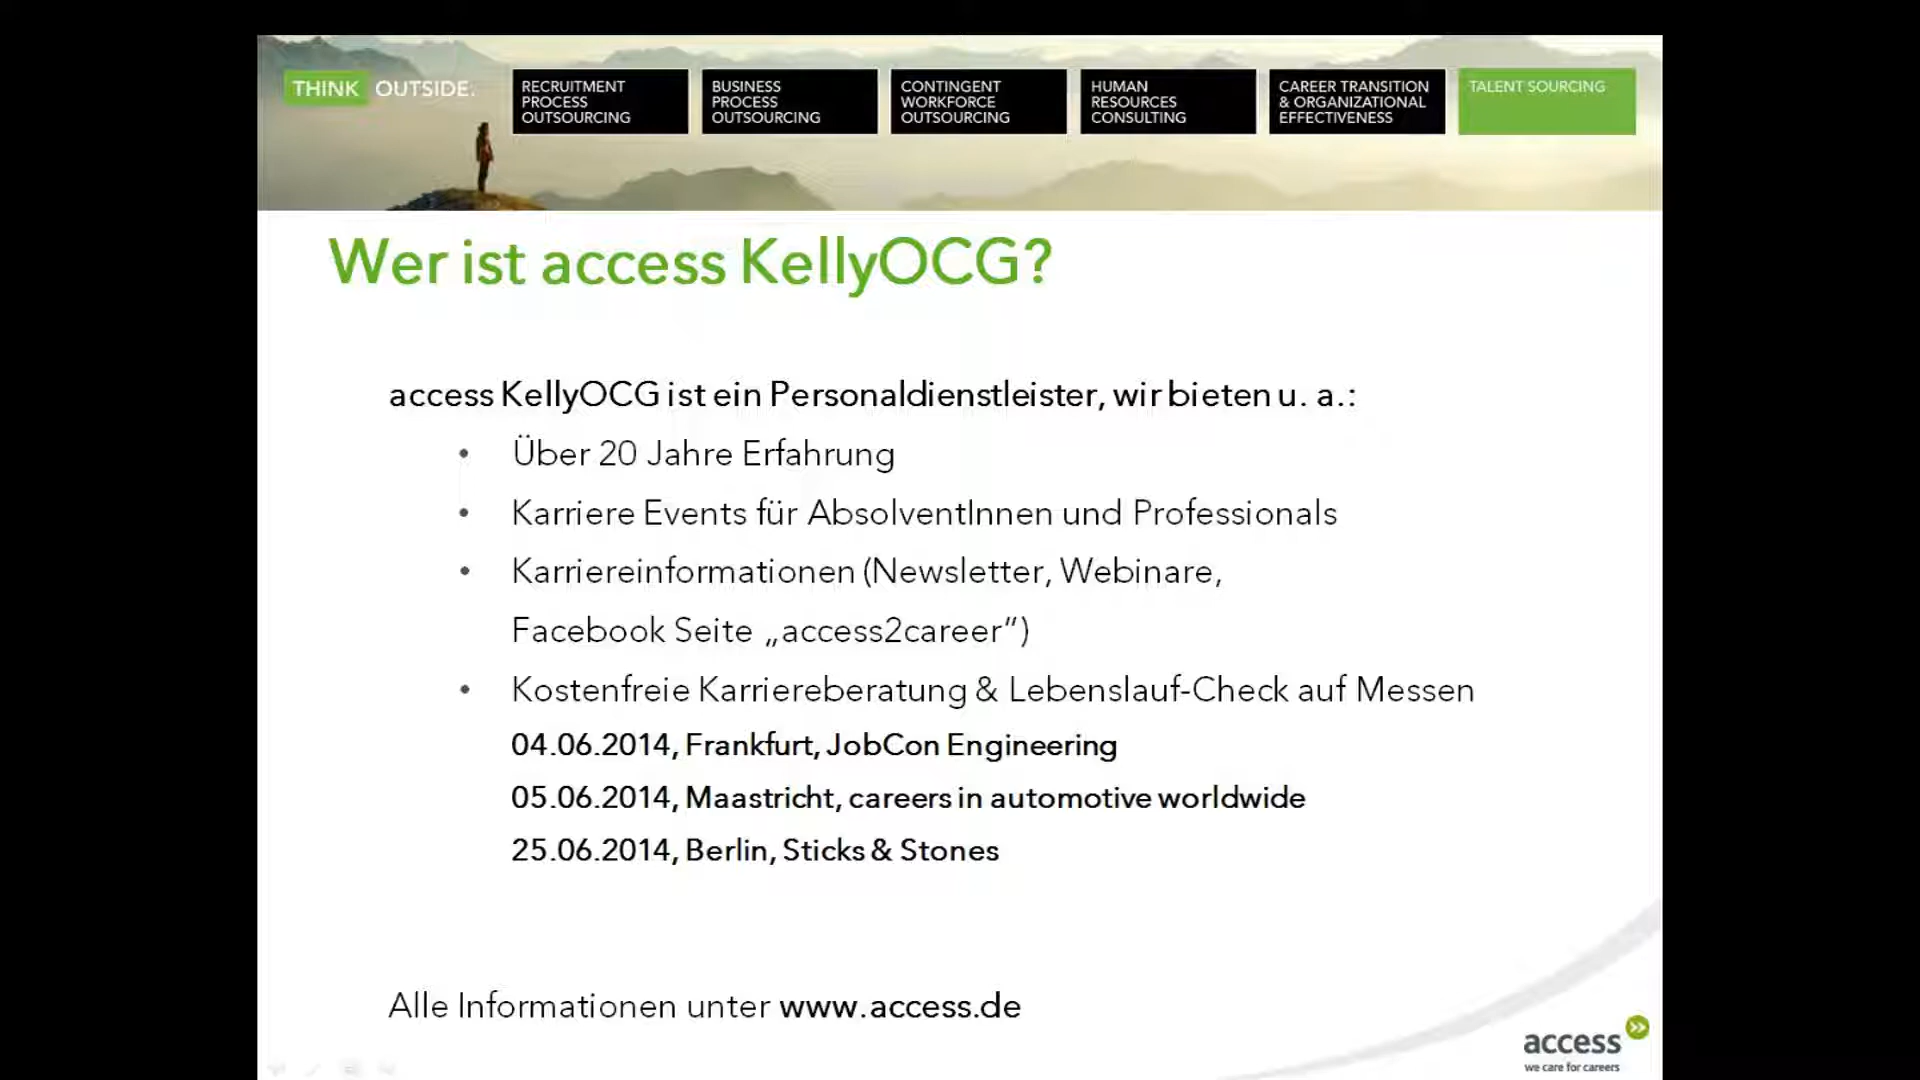 THINK OUTSIDE.
RECRUITMENT
PROCESS
OUTSOURCING
BUSINESS
PROCESS
OUTSOURCING
CONTINGENT
WORKFORCE
OUTSOURCING
HUMAN
RESOURCES
CONSULTING
CAREER TRANSITION
& ORGANIZATIONAL
EFFECTIVENESS
TALENT SOURCING
Wer ist access KellyOCG?
access KellyOCG ist ein Personaldienstleister, wir bieten u. a.:
• Über 20 Jahre Erfahrung
• Karriere Events für AbsolventInnen und Professionals
• Karriereinformationen (Newsletter, Webinare,
Facebook Seite „access2career“)
• Kostenfreie Karriereberatung & Lebenslauf-Check auf Messen
04.06.2014, Frankfurt, JobCon Engineering
05.06.2014, Maastricht, careers in automotive worldwide
25.06.2014, Berlin, Sticks & Stones
Alle Informationen unter www.access.de
access
we care for careers